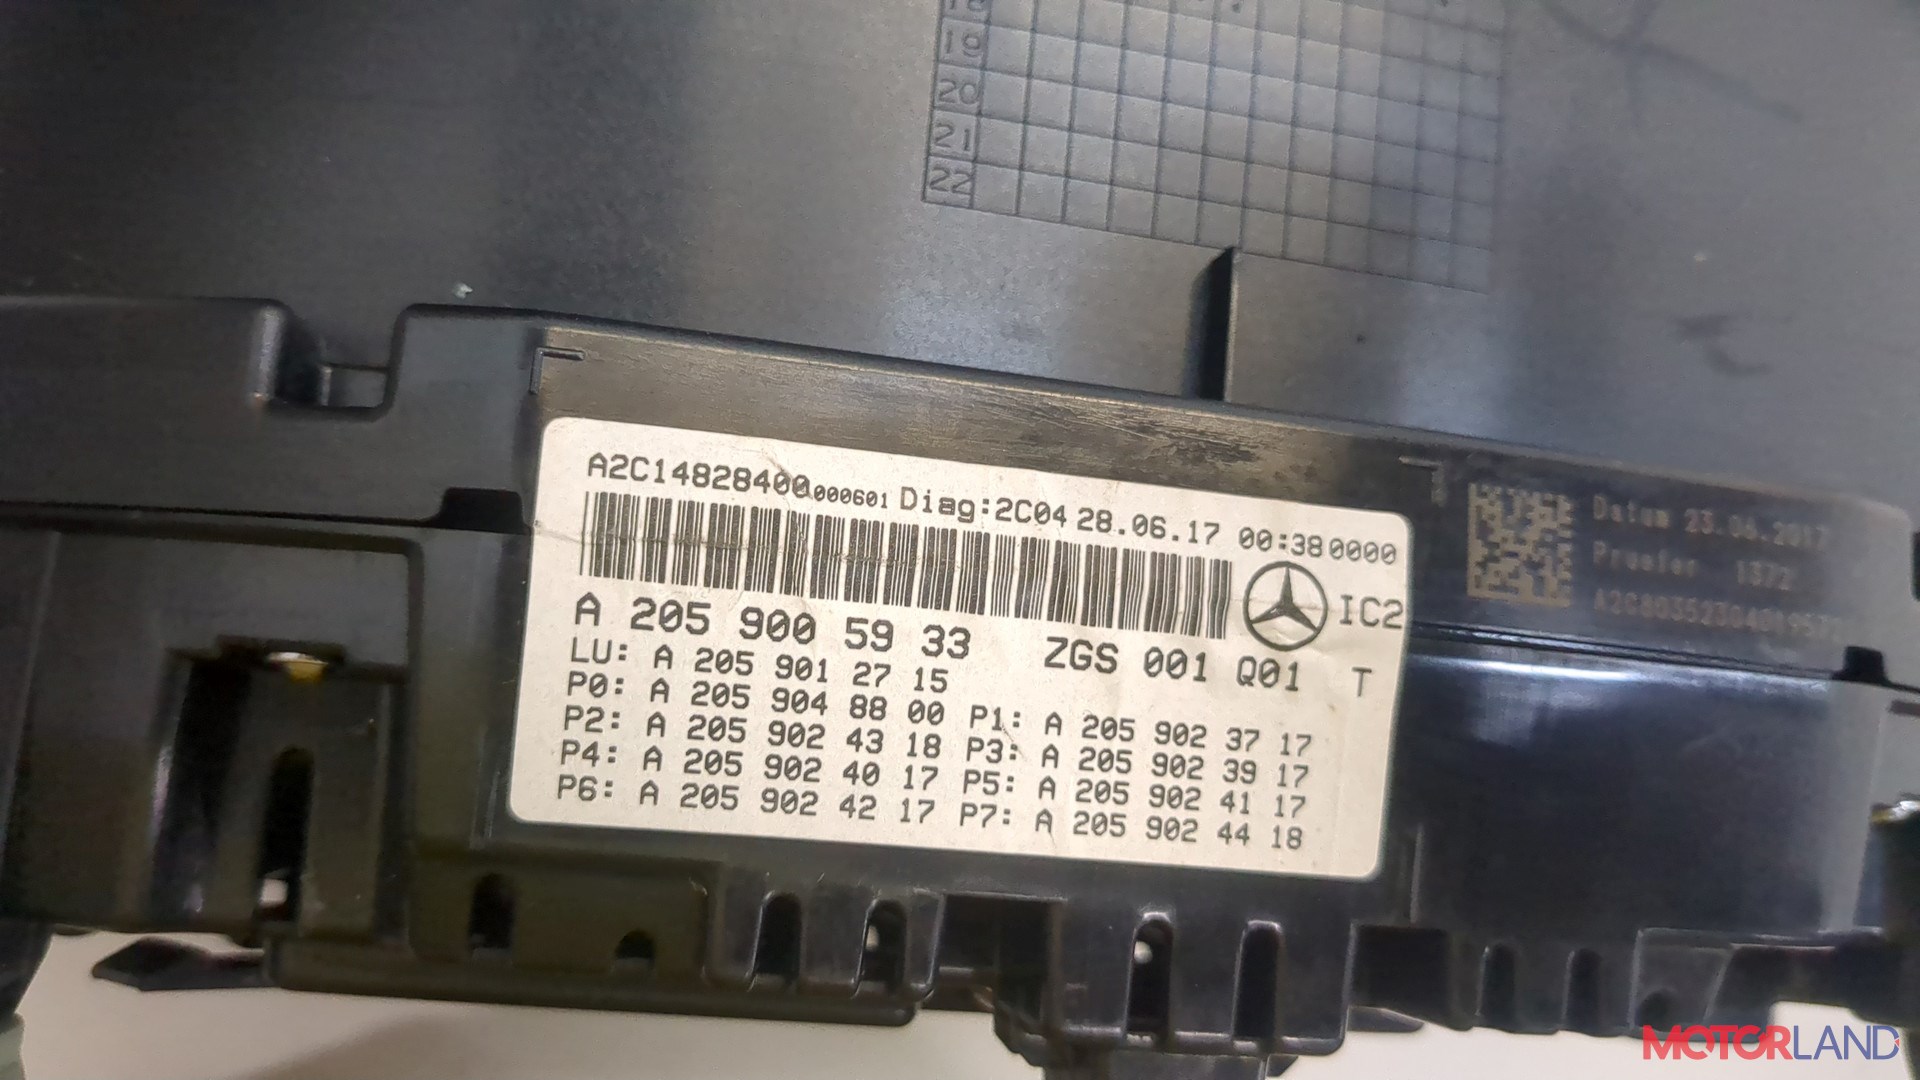 19
20
21
22
A2C14828400000601 Diag:2C04 28.06.17 00:380000
IC2
A 205 900 59 33 ZGS 001 Q01 T
LU: A 205 901 27 15
P0: A 205 904 88 00 P1: A 205 902 37 17
P2: A 205 902 43 18 P3: A 205 902 39 17
P4: A 205 902 40 17 P5: A 205 902 41 17
P6: A 205 902 42 17 P7: A 205 902 44 18
Datum 23.06.2017
Pruefer 1372
MOTORLAND